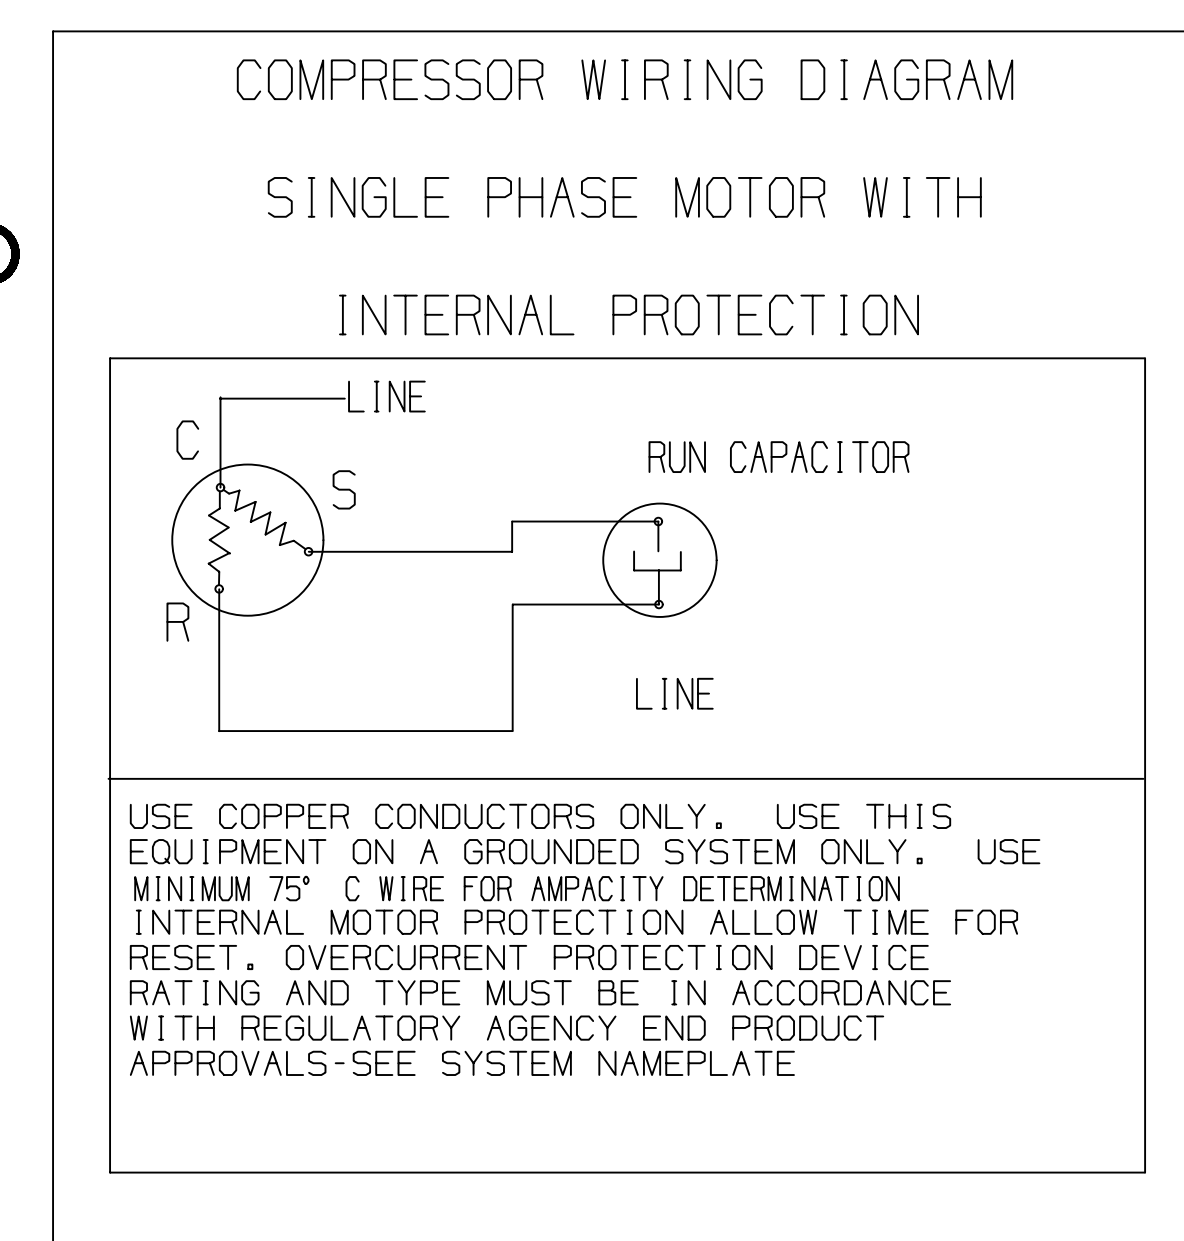 COMPRESSOR WIRING DIAGRAM
SINGLE PHASE MOTOR WITH
INTERNAL PROTECTION
LINE
C
RUN CAPACITOR
S
R
LINE
USE COPPER CONDUCTORS ONLY. USE THIS
EQUIPMENT ON A GROUNDED SYSTEM ONLY. USE
MINIMUM 75° C WIRE FOR AMPACITY DETERMINATION
INTERNAL MOTOR PROTECTION ALLOW TIME FOR
RESET. OVERCURRENT PROTECTION DEVICE
RATING AND TYPE MUST BE IN ACCORDANCE
WITH REGULATORY AGENCY END PRODUCT
APPROVALS-SEE SYSTEM NAMEPLATE